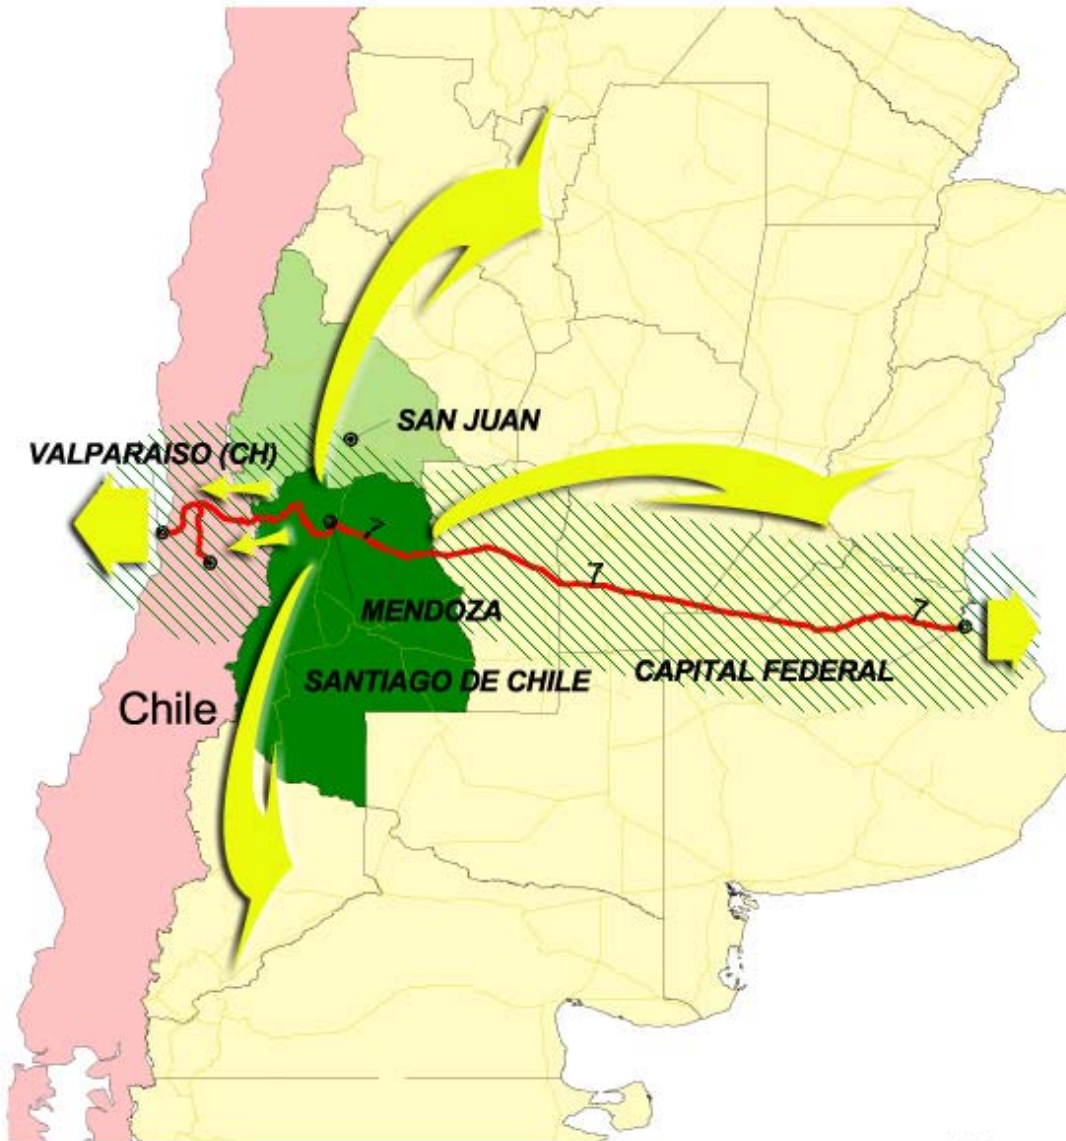 SAN JUAN
VALPARAISO (CH)
7
7
7
MENDOZA
SANTIAGO DE CHILE
CAPITAL FEDERAL
Chile